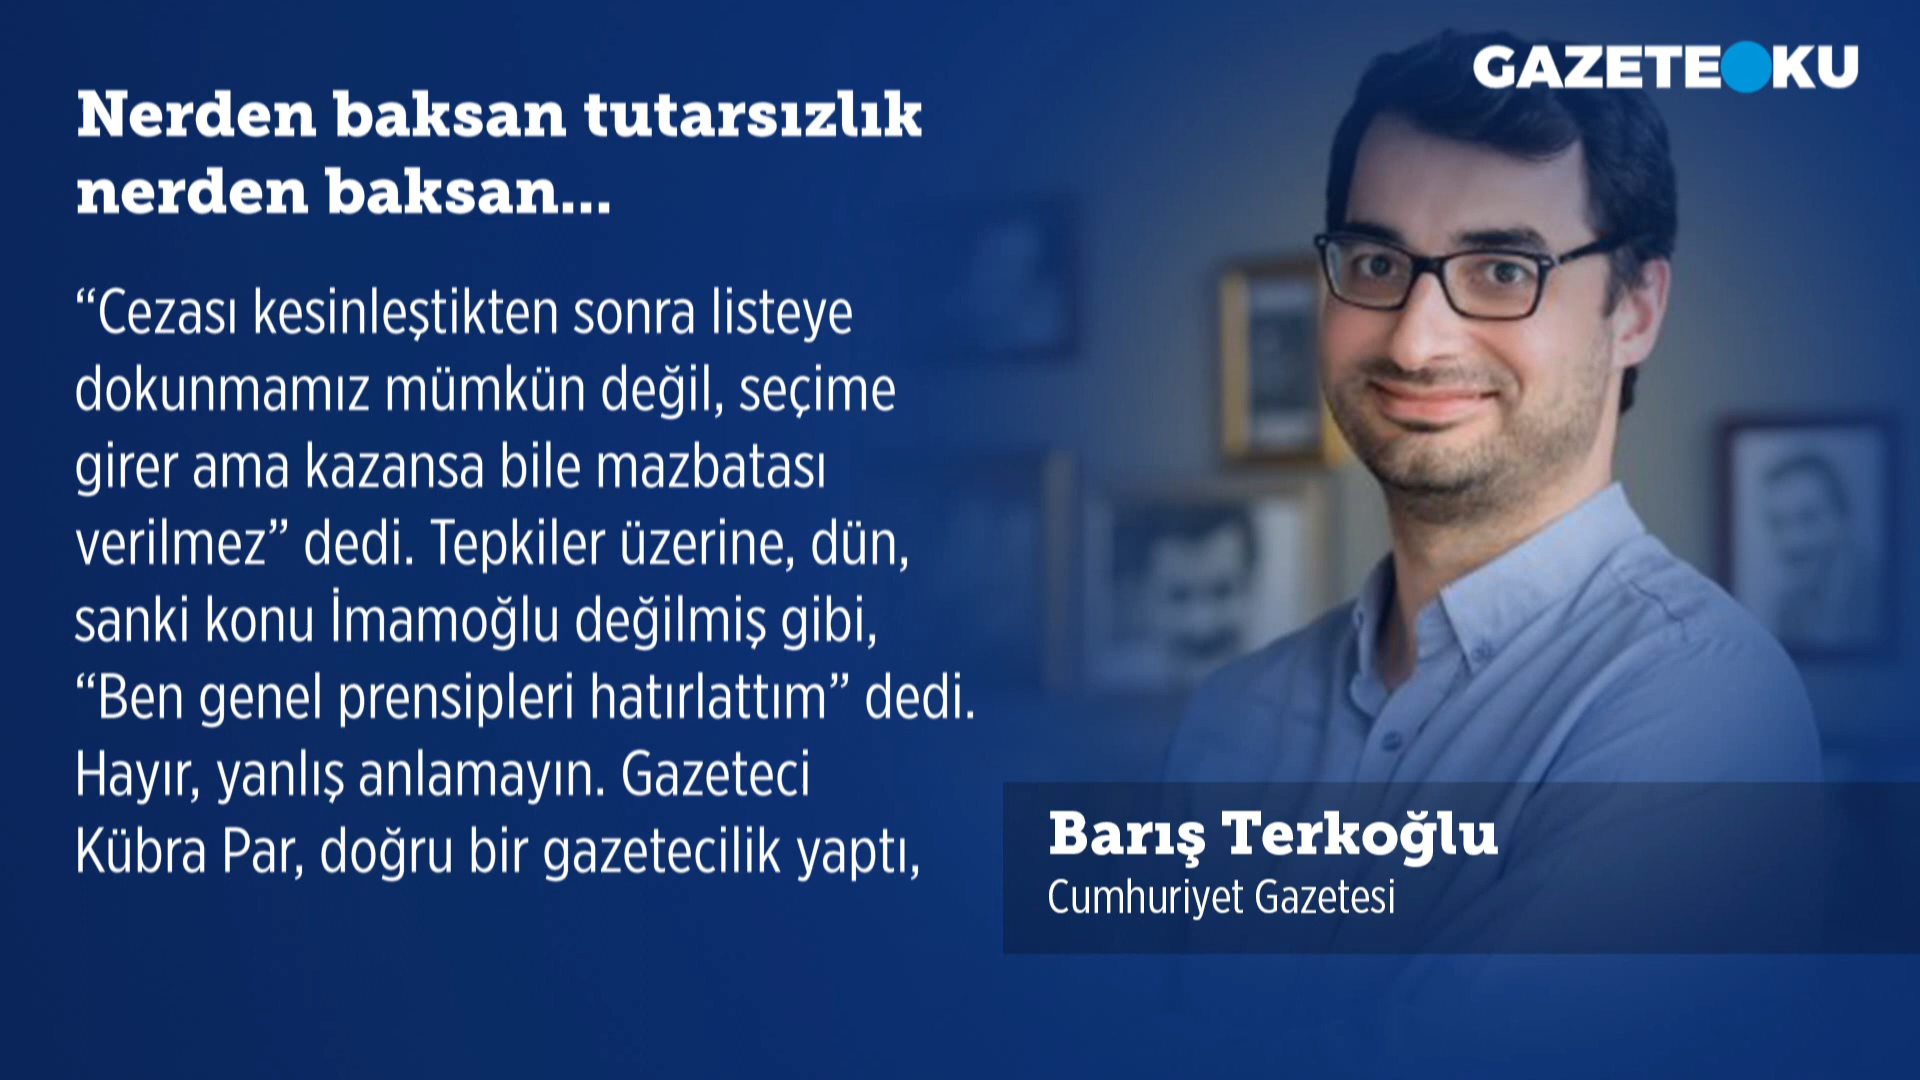 GAZETE KU
Nerden baksan tutarsızlık
nerden baksan...
“Cezası kesinleştikten sonra listeye
dokunmamız mümkün değil, seçime
girer ama kazansa bile mazbatası
verilmez” dedi. Tepkiler üzerine, dün,
sanki konu İmamoğlu değilmiş gibi,
“Ben genel prensipleri hatırlattım” dedi.
Hayır, yanlış anlamayın. Gazeteci
Kübra Par, doğru bir gazetecilik yaptı,
Barış Terkoğlu
Cumhuriyet Gazetesi